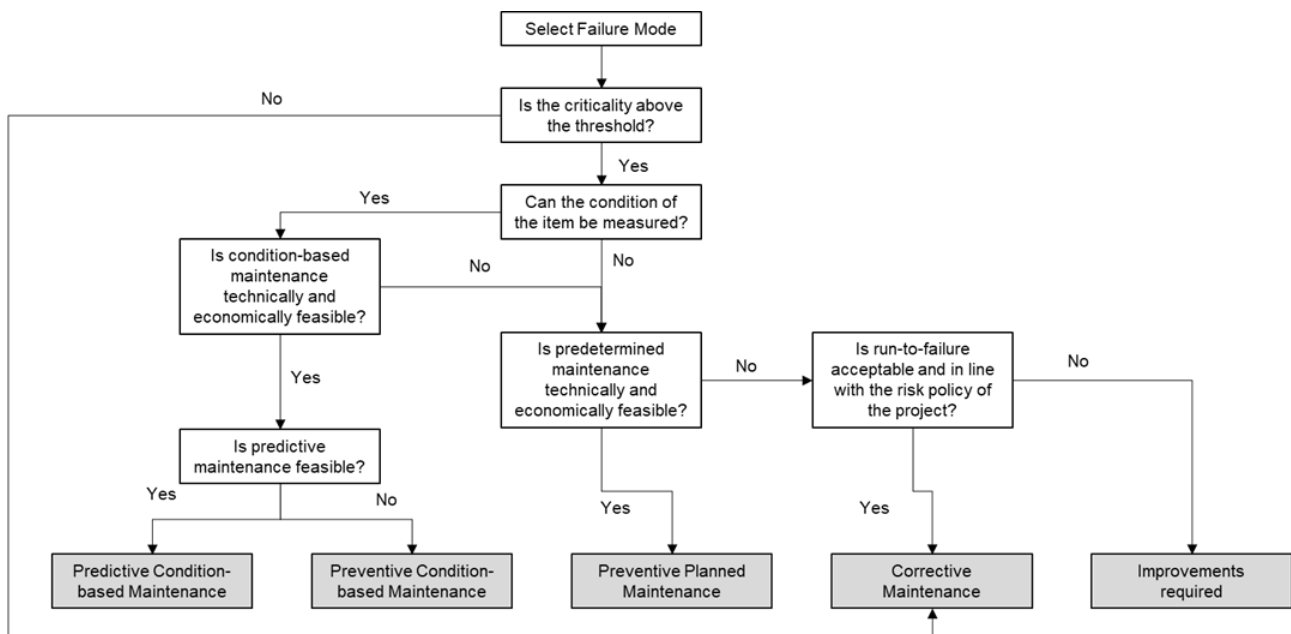 Select Failure Mode
No
Is the criticality above
the threshold?
Yes
Yes
Can the condition of
the item be measured?
Is condition-based
maintenance
technically and
economically feasible?
No
No
Is predetermined
maintenance
technically and
economically feasible?
No
Is run-to-failure
acceptable and in line
with the risk policy of
the project?
No
Yes
Is predictive
maintenance feasible?
Yes
No
Yes
Yes
Predictive Condition-
based Maintenance
Preventive Condition-
based Maintenance
Preventive Planned
Maintenance
Corrective
Maintenance
Improvements
required